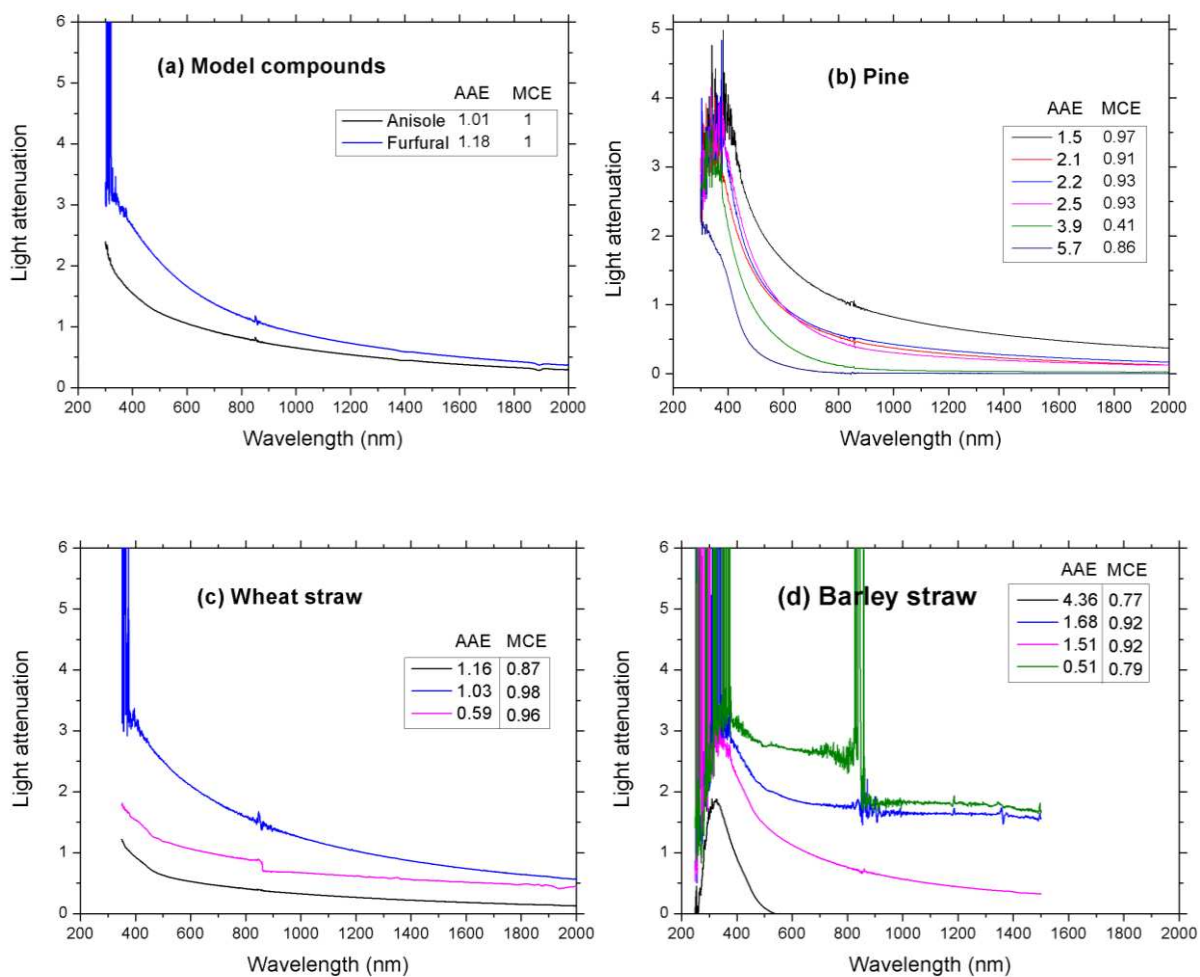 (a) Model compounds
AAE MCE
Anisole 1.01 1
Furfural 1.18 1
Light attenuation
6
5
4
3
2
1
0
200 400 600 800 1000 1200 1400 1600 1800 2000
Wavelength (nm)
(b) Pine
AAE MCE
1.5 0.97
2.1 0.91
2.2 0.93
2.5 0.93
3.9 0.41
5.7 0.86
Light attenuation
5
4
3
2
1
0
200 400 600 800 1000 1200 1400 1600 1800 2000
Wavelength (nm)
(c) Wheat straw
AAE MCE
1.16 0.87
1.03 0.98
0.59 0.96
Light attenuation
6
5
4
3
2
1
0
200 400 600 800 1000 1200 1400 1600 1800 2000
Wavelength (nm)
(d) Barley straw
AAE MCE
4.36 0.77
1.68 0.92
1.51 0.92
0.51 0.79
Light attenuation
6
5
4
3
2
1
0
200 400 600 800 1000 1200 1400 1600 1800 2000
Wavelength (nm)